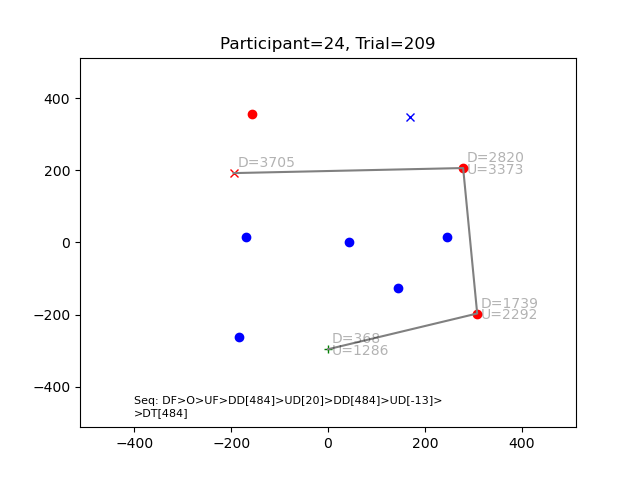 Participant=24, Trial=209
400
200
0
−200
−400
−400
−200
0
200
400
D=3705
D=2820
U=3373
D=1739
U=2292
D=368
U=1286
Seq: DF>O>UF>DD[484]>UD[20]>DD[484]>UD[-13]>
>DT[484]